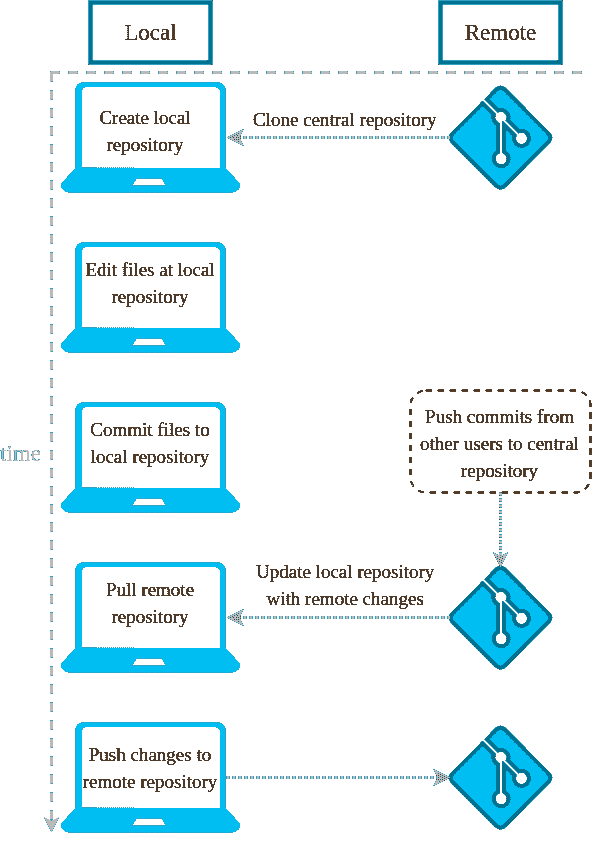 Local
Remote
Create local
repository
Clone central repository
Edit files at local
repository
Commit files to
local repository
Push commits from
other users to central
repository
time
Pull remote
repository
Update local repository
with remote changes
Push changes to
remote repository